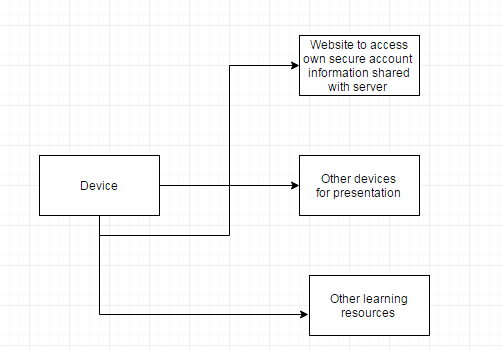 Website to access
own secure account
information shared
with server
Device
Other devices
for presentation
Other learning
resources